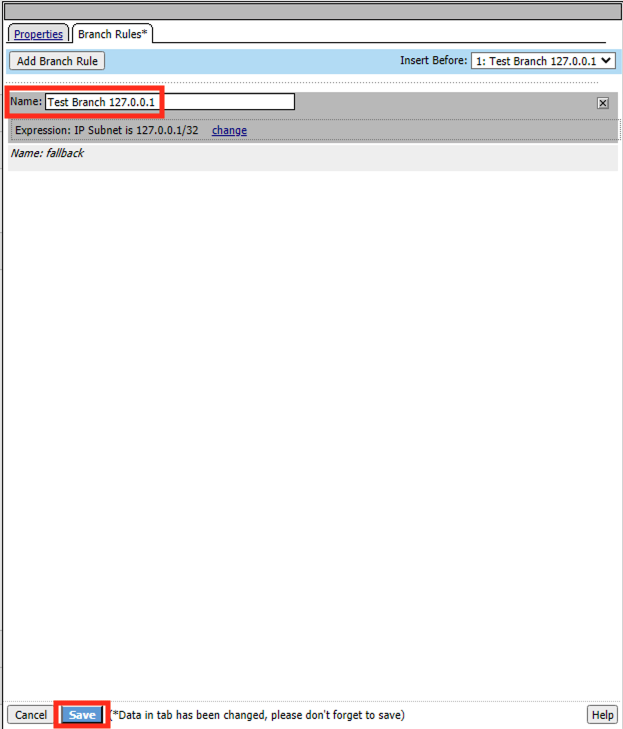 Properties Branch Rules*
Add Branch Rule Insert Before: 1: Test Branch 127.0.0.1
Name: Test Branch 127.0.0.1
Expression: IP Subnet is 127.0.0.1/32 change
Name: fallback
Cancel Save (*Data in tab has been changed, please don't forget to save) Help